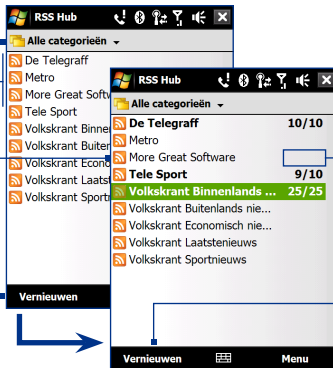 RSS Hub
Alle categorieën
De Telegraff
Metro
More Great Softw
Tele Sport
Volkskrant Binnen
Volkskrant Buiten
Volkskrant Econo
Volkskrant Laatst
Volkskrant Sportn
Vernieuwen
RSS Hub
Alle categorieën
De Telegraff 10/10
Metro
More Great Software
Tele Sport 9/10
Volkskrant Binnenlands ... 25/25
Volkskrant Buitenlands nie...
Volkskrant Economisch nie...
Volkskrant Laatstenieuws
Volkskrant Sportnieuws
Vernieuwen Menu